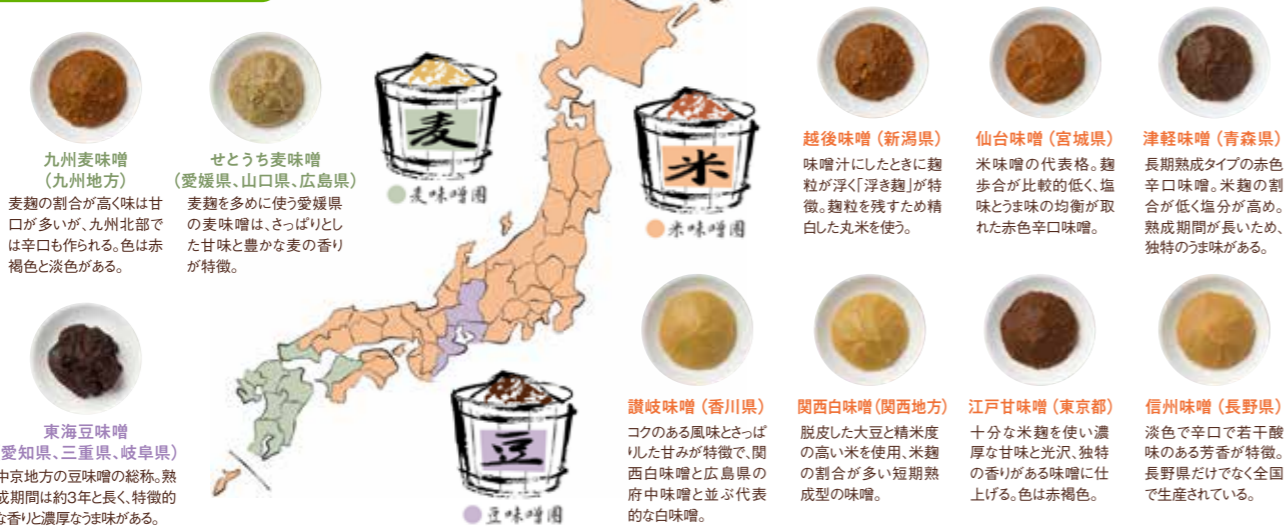 九州麦味噌
(九州地方)
麦麹の割合が高く味は甘
口が多いが、九州北部で
は辛口も作られる。色は赤
褐色と淡色がある。
せとうち麦味噌
(愛媛県、山口県、広島県)
麦麹を多めに使う愛媛県
の麦味噌は、さっぱりとし
た甘味と豊かな麦の香り
が特徴。
麦
麦味噌圏
米
米味噌圏
越後味噌(新潟県)
味噌汁にしたときに麹
粒が浮く「浮き麹」が特
徴。麹粒を残すため精
白した丸米を使う。
仙台味噌(宮城県)
米味噌の代表格。麹
歩合が比較的低く、塩
味とうま味の均衡が取
れた赤色辛口味噌。
津軽味噌(青森県)
長期熟成タイプの赤色
辛口味噌。米麹の割
合が低く塩分が高め。
熟成期間が長いため、
独特のうま味がある。
東海豆味噌
愛知県、三重県、岐阜県)
中京地方の豆味噌の総称。熟
成期間は約3年と長く、特徴的
な香りと濃厚なうま味がある。
豆
豆味噌圏
讃岐味噌(香川県)
コクのある風味とさっぱ
りした甘みが特徴で、関
西白味噌と広島県の
府中味噌と並ぶ代表
的な白味噌。
関西白味噌(関西地方)
脱皮した大豆と精米度
の高い米を使用、米麹
の割合が多い短期熟
成型の味噌。
江戸甘味噌(東京都)
十分な米麹を使い濃
厚な甘味と光沢、独特
の香りがある味噌に仕
上げる。色は赤褐色。
信州味噌(長野県)
淡色で辛口で若干酸
味のある芳香が特徴。
長野県だけでなく全国
で生産されている。